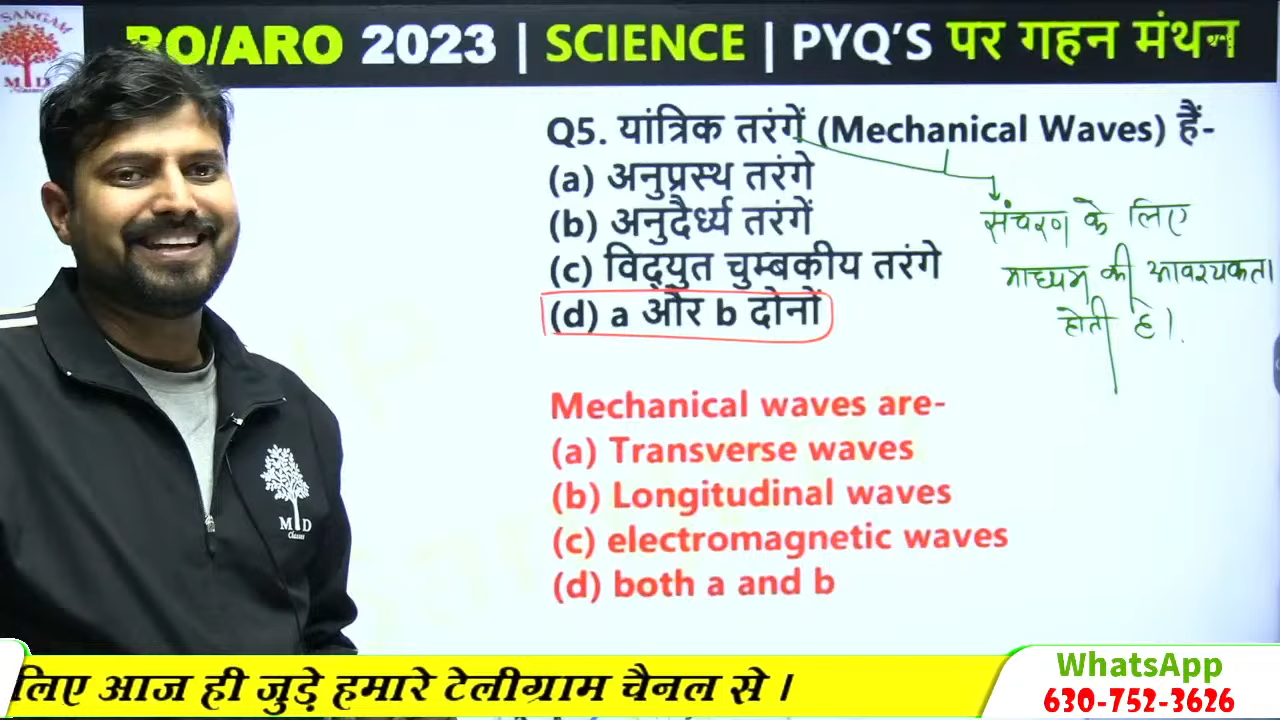 SANGAM
M D
Classes
RO/ARO 2023 | SCIENCE | PYQ'S पर गहन मंथन
Q5. यांत्रिक तरंगें (Mechanical Waves) हैं-
(a) अनुप्रस्थ तरंगे
(b) अनुदैर्ध्य तरंगें
(c) विद्युत चुम्बकीय तरंगे
(d) a और b दोनों
संचरण के लिए
माध्यम की आवश्यकता
होती है।
Mechanical waves are-
(a) Transverse waves
(b) Longitudinal waves
(c) electromagnetic waves
(d) both a and b
M D
Classes
लिए आज ही जुड़े हमारे टेलीग्राम चैनल से ।
WhatsApp
630-752-3626